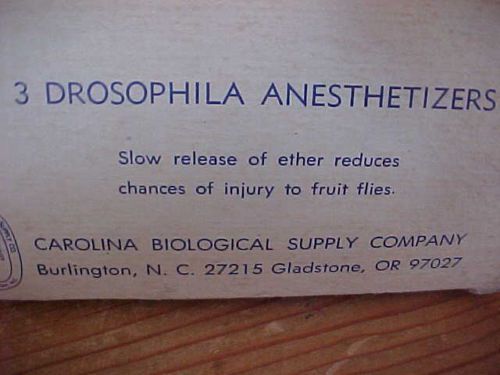 3 DROSOPHILA ANESTHETIZERS
Slow release of ether reduces
chances of injury to fruit flies.
CAROLINA BIOLOGICAL SUPPLY COMPANY
Burlington, N. C. 27215 Gladstone, OR 97027